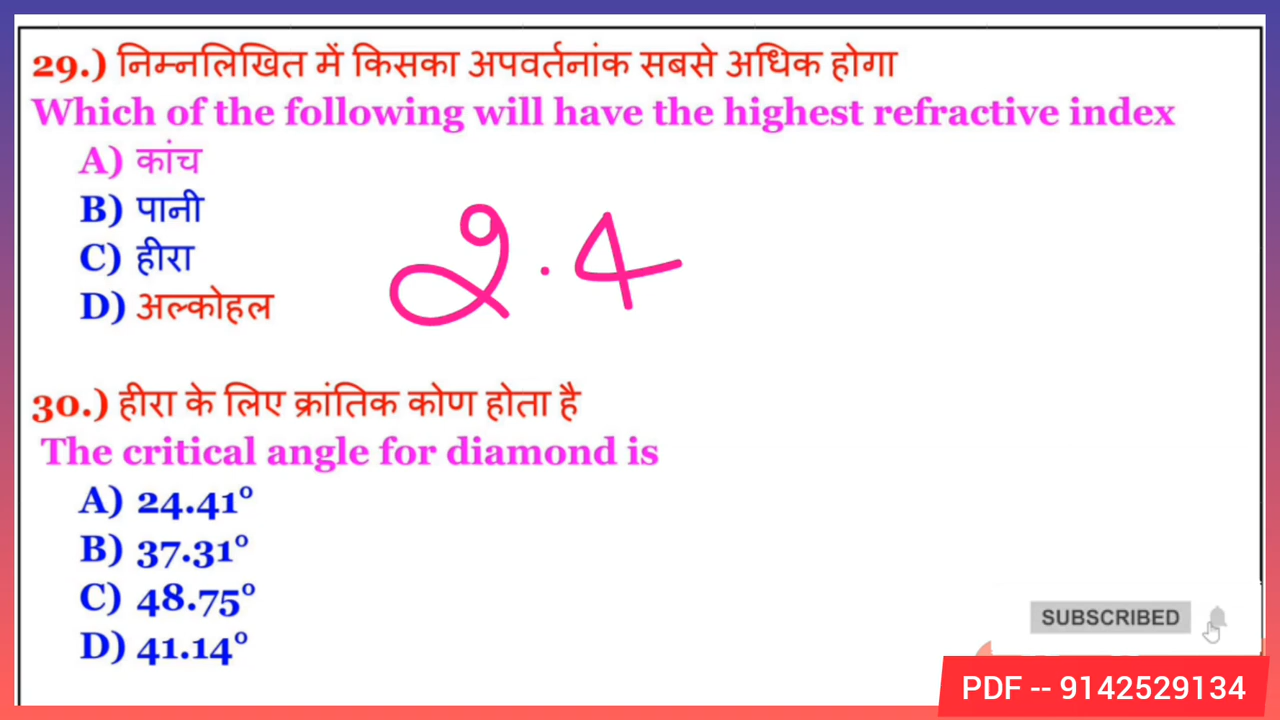 29.) निम्नलिखित में किसका अपवर्तनांक सबसे अधिक होगा
Which of the following will have the highest refractive index
A) कांच
B) पानी
C) हीरा
D) अल्कोहल
2.4
30.) हीरा के लिए क्रांतिक कोण होता है
The critical angle for diamond is
A) 24.41°
B) 37.31°
C) 48.75°
D) 41.14°
SUBSCRIBED
PDF -- 9142529134